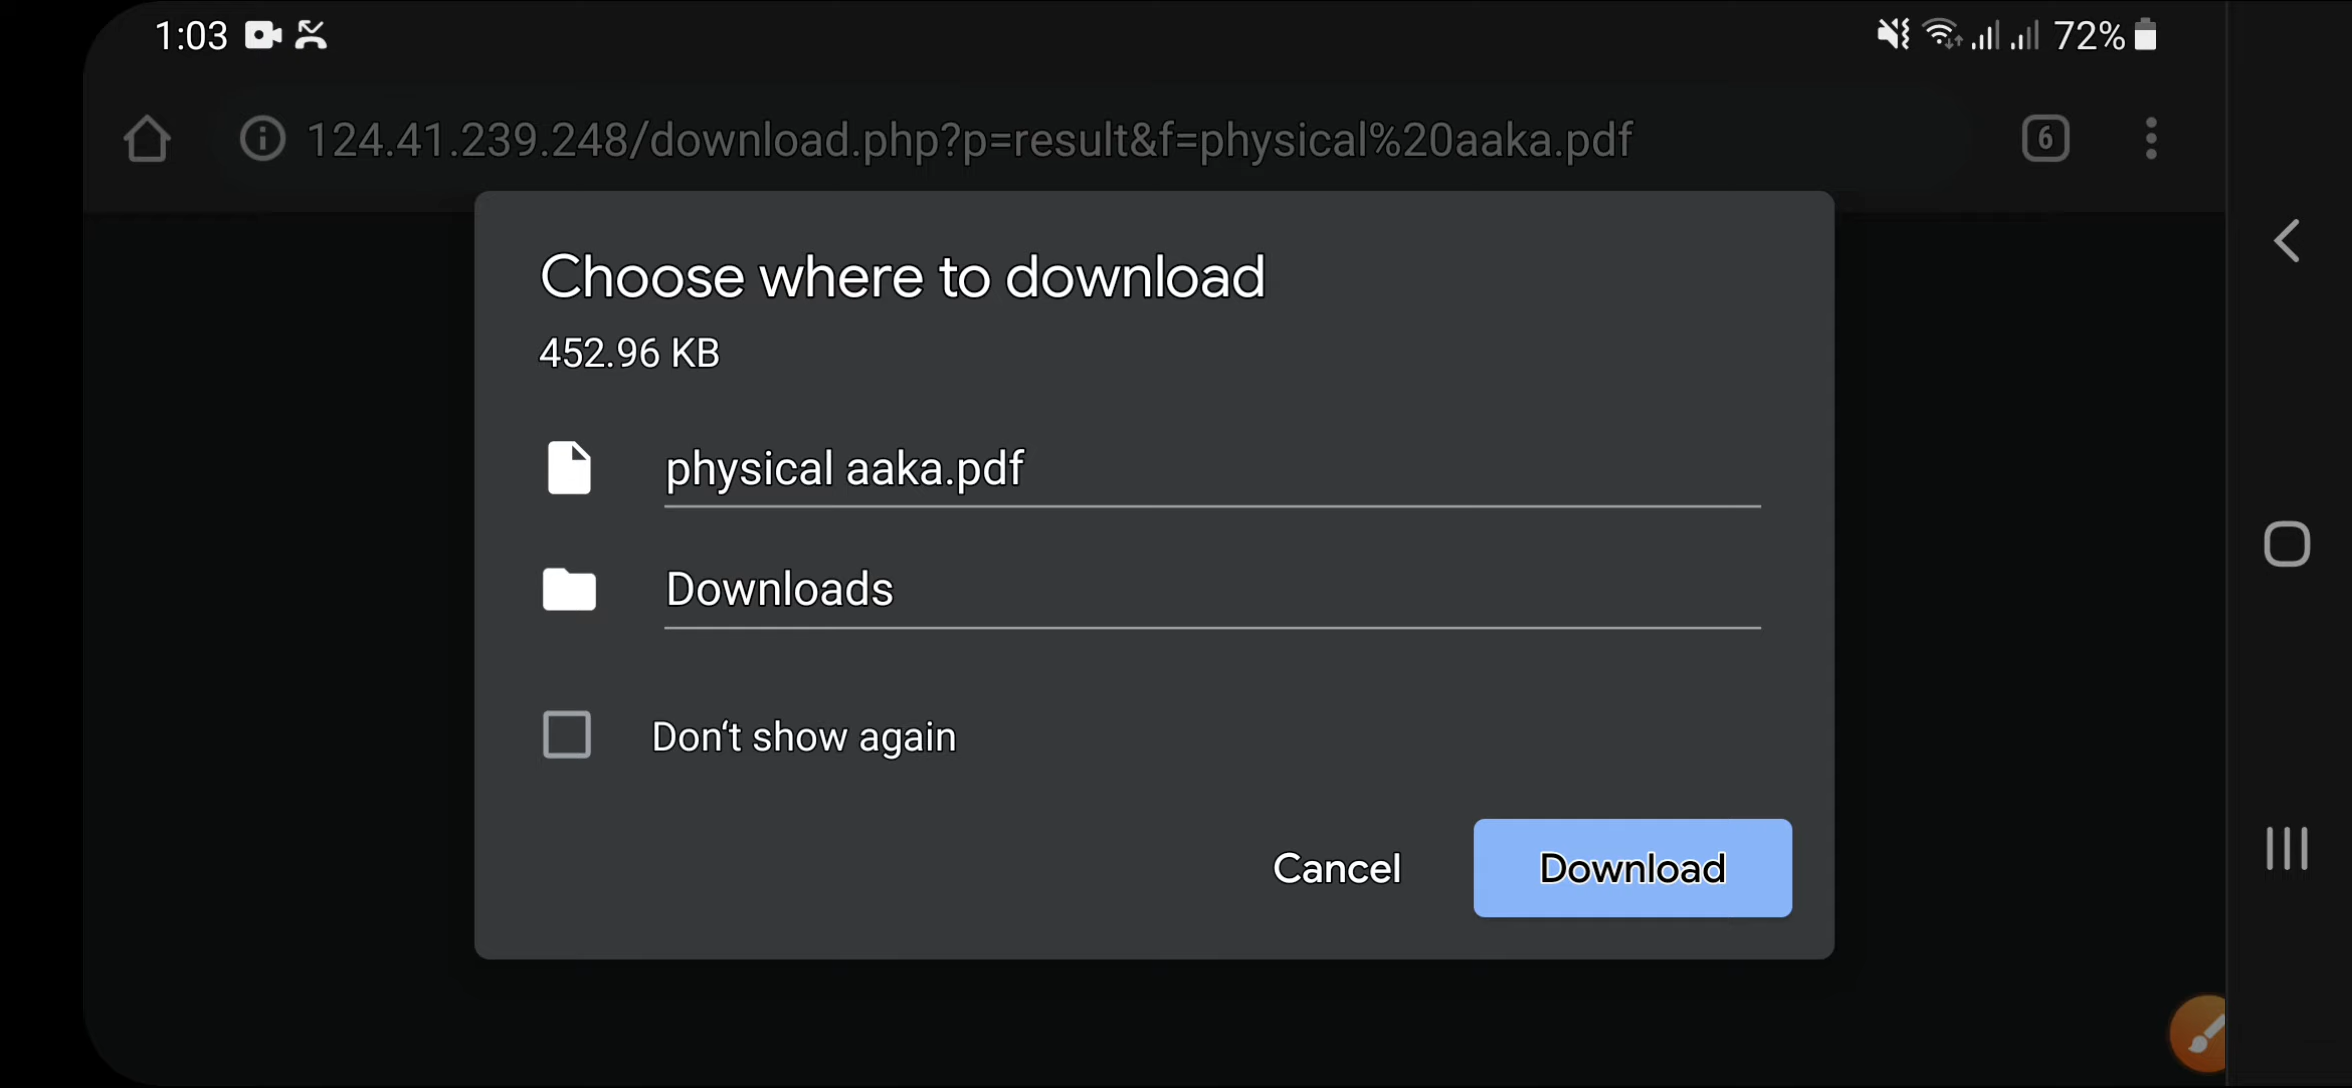 1:03
72%
124.41.239.248/download.php?p=result&f=physical%20aaka.pdf
6
Choose where to download
452.96 KB
physical aaka.pdf
Downloads
Don't show again
Cancel
Download